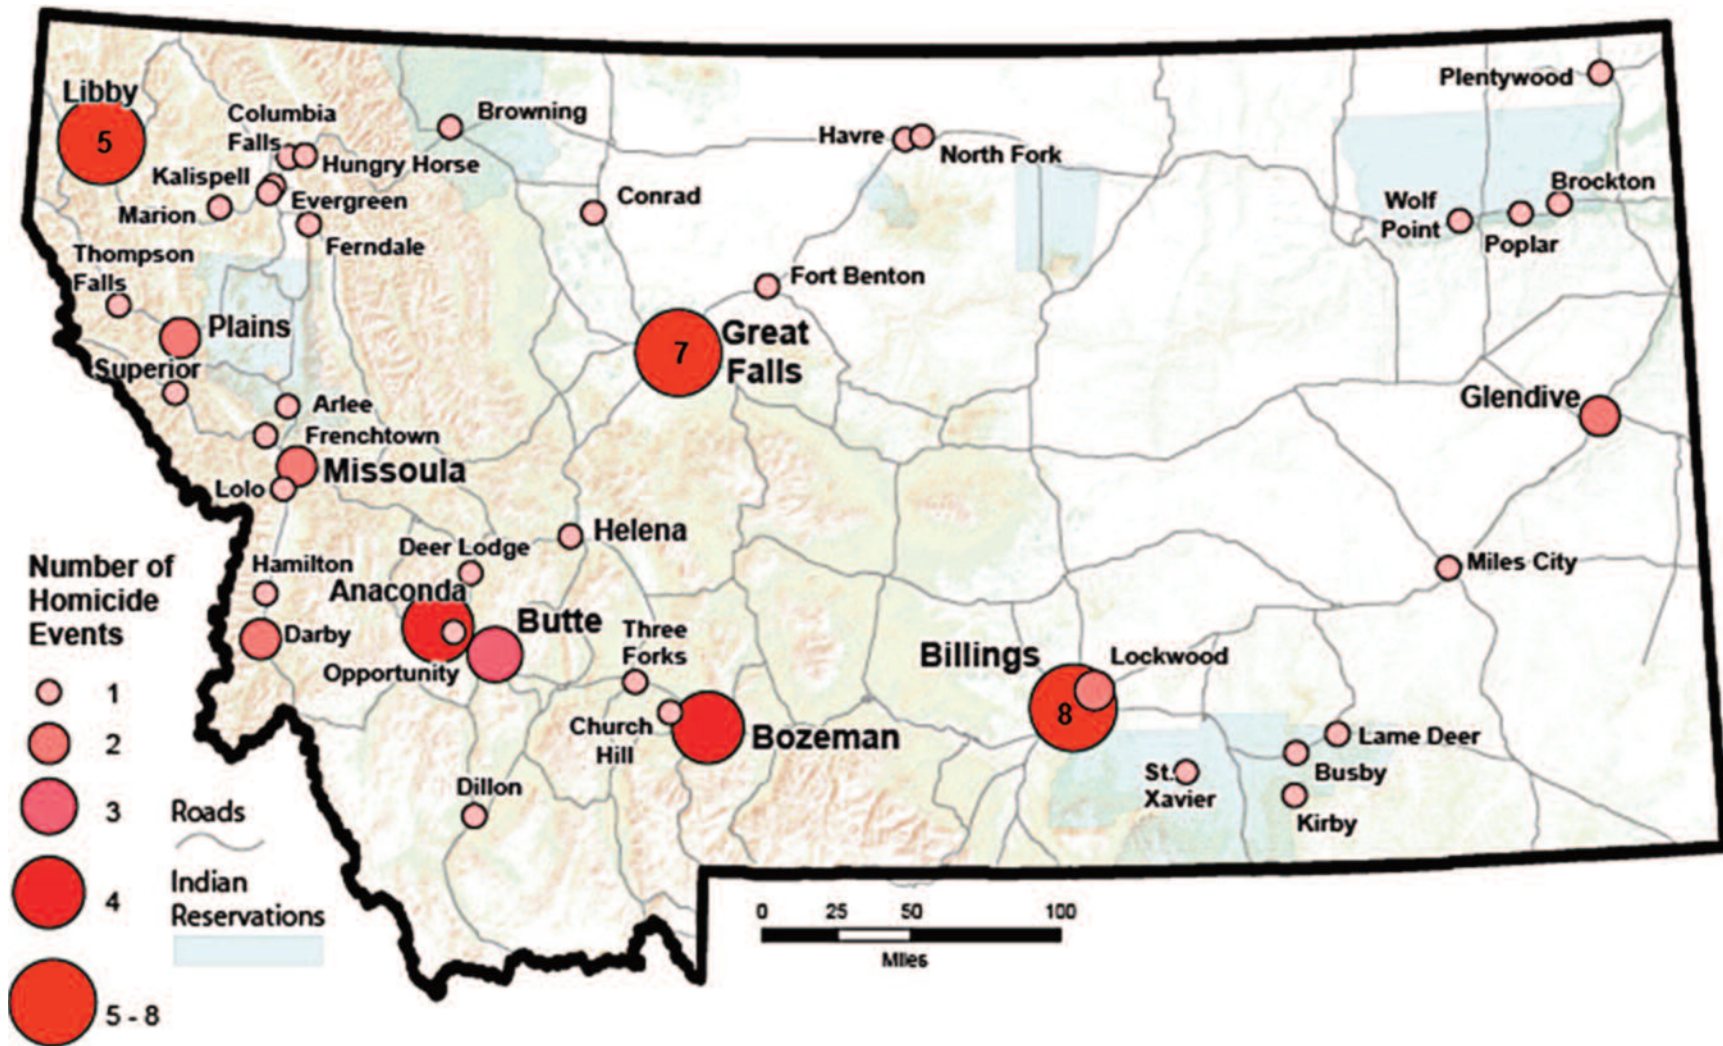 Libby
5
Columbia
Falls
Hungry Horse
Kalispell
Evergreen
Marion
Ferndale
Browning
Conrad
Havre
North Fork
Plentywood
Wolf
Point
Poplar
Brockton
Thompson
Falls
Plains
Superior
Arlee
Frenchtown
Missoula
Lolo
Fort Benton
7
Great
Falls
Glendive
Miles City
Helena
Deer Lodge
Hamilton
Anaconda
Darby
Opportunity
Butte
Three
Forks
Church
Hill
Bozeman
Dillon
Billings
Lockwood
8
Lame Deer
Busby
Kirby
St.
Xavier
Number of
Homicide
Events
1
2
3
4
5 - 8
Roads
Indian
Reservations
0 25 50 100
Miles